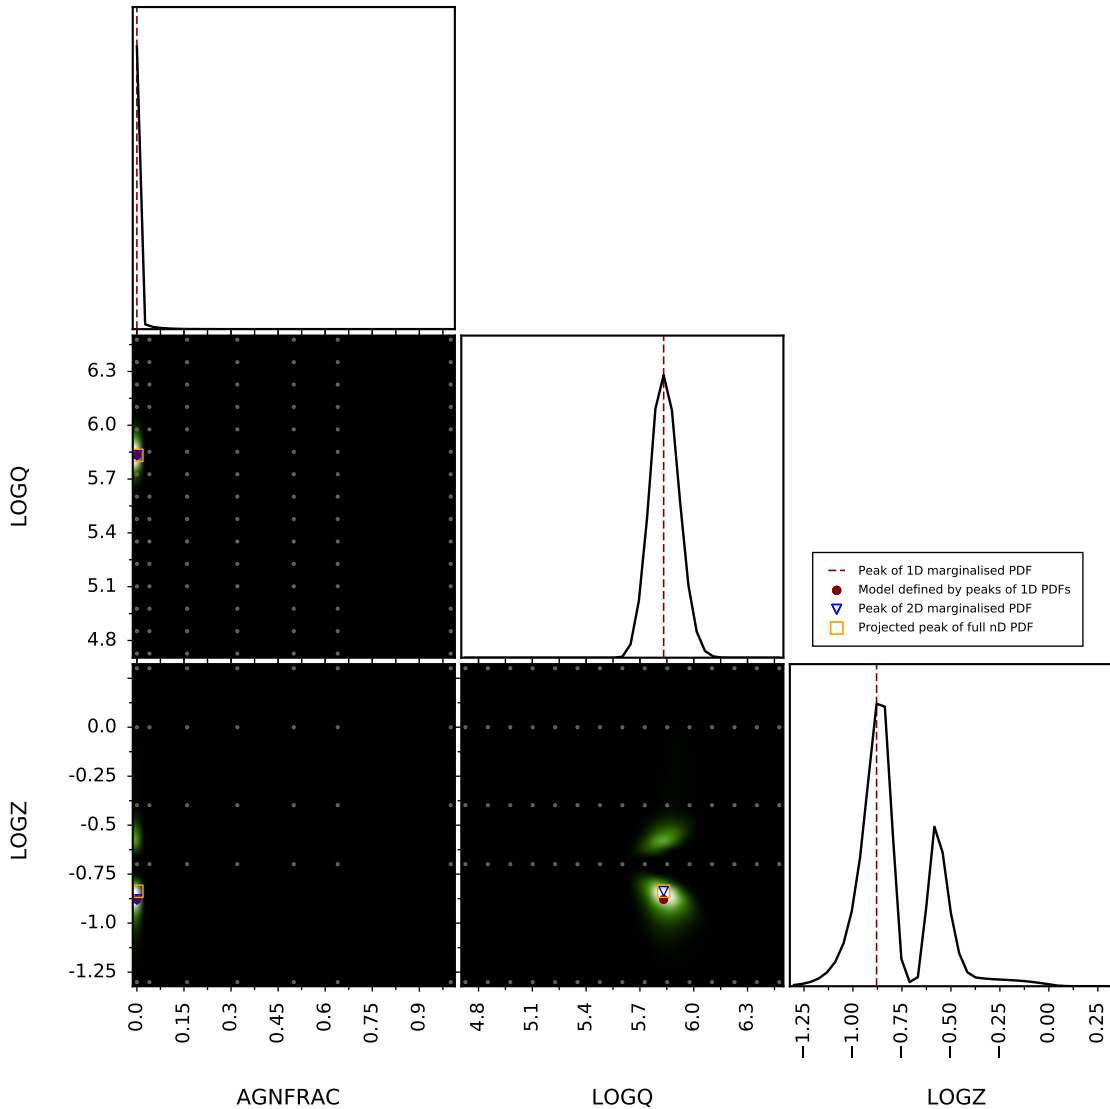 6.3
6.0
5.7
5.4
5.1
4.8
LOGQ
Peak of 1D marginalised PDF
Model defined by peaks of 1D PDFs
Peak of 2D marginalised PDF
Projected peak of full nD PDF
0.0
-0.25
-0.5
-0.75
-1.0
-1.25
LOGZ
0.0 0.15 0.3 0.45 0.6 0.75 0.9
4.8 5.1 5.4 5.7 6.0 6.3
−1.25 −1.00 −0.75 −0.50 −0.25 0.00 0.25
AGNFRAC LOGQ LOGZ